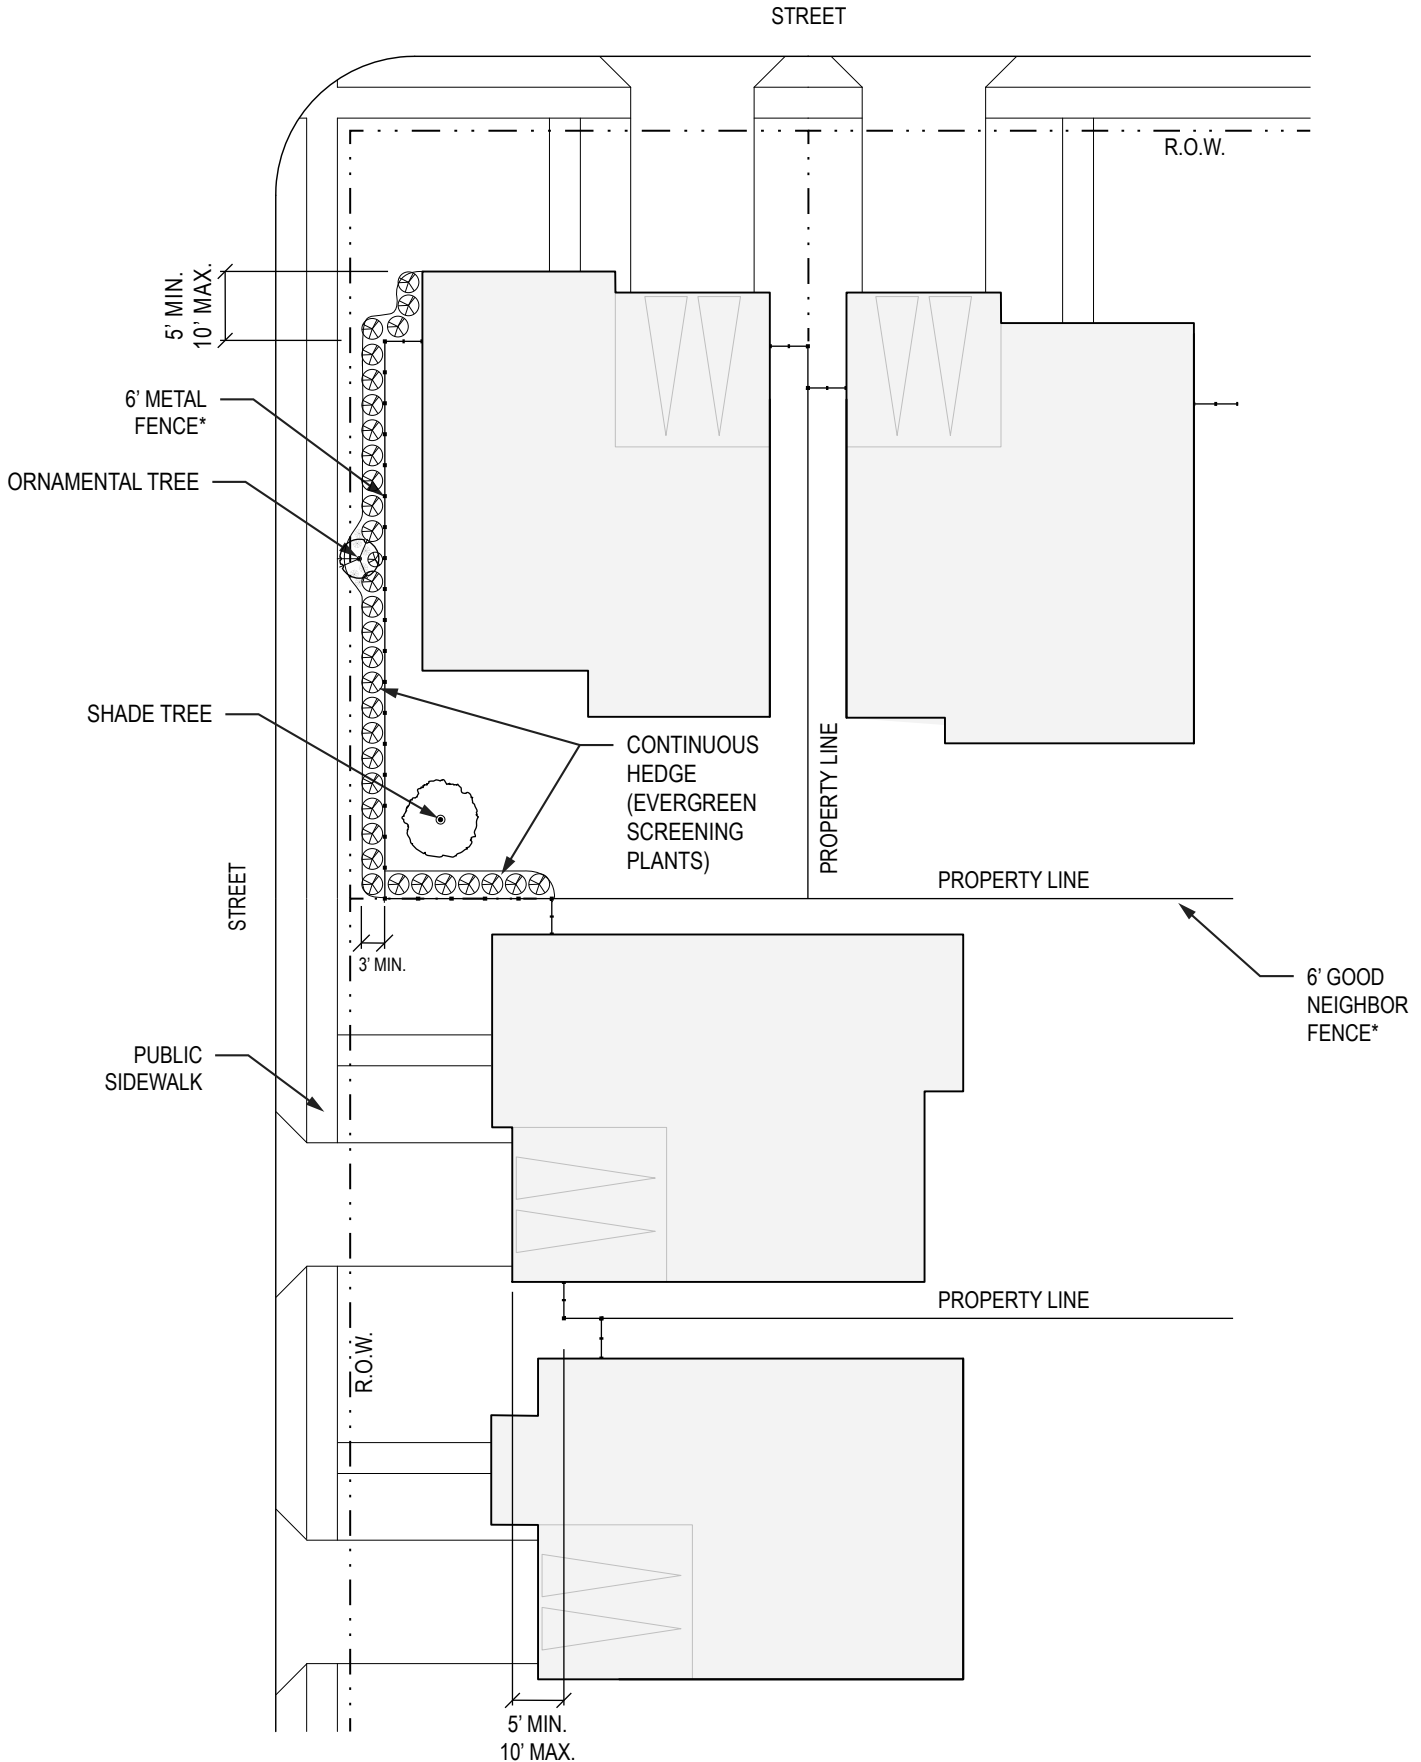 STREET
R.O.W.
5' MIN.
10' MAX.
6' METAL
FENCE*
ORNAMENTAL TREE
SHADE TREE
CONTINUOUS
HEDGE
(EVERGREEN
SCREENING
PLANTS)
PROPERTY LINE
PROPERTY LINE
STREET
3' MIN.
6' GOOD
NEIGHBOR
FENCE*
PUBLIC
SIDEWALK
PROPERTY LINE
R.O.W.
5' MIN.
10' MAX.